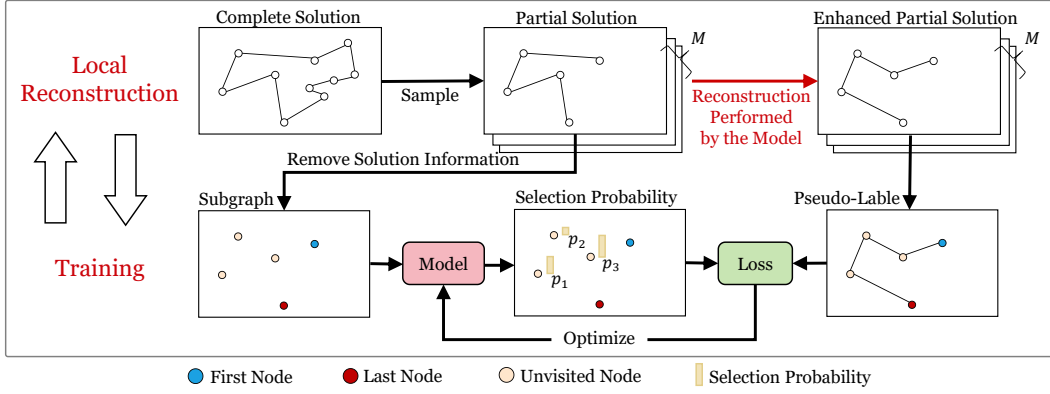 Complete Solution
Partial Solution
Enhanced Partial Solution
M
M
Local
Reconstruction
Sample
Reconstruction
Performed
by the Model
Remove Solution Information
Subgraph
Selection Probability
Pseudo-Lable
Training
Model
p₁
p₂
p₃
Loss
Optimize
First Node
Last Node
Unvisited Node
Selection Probability